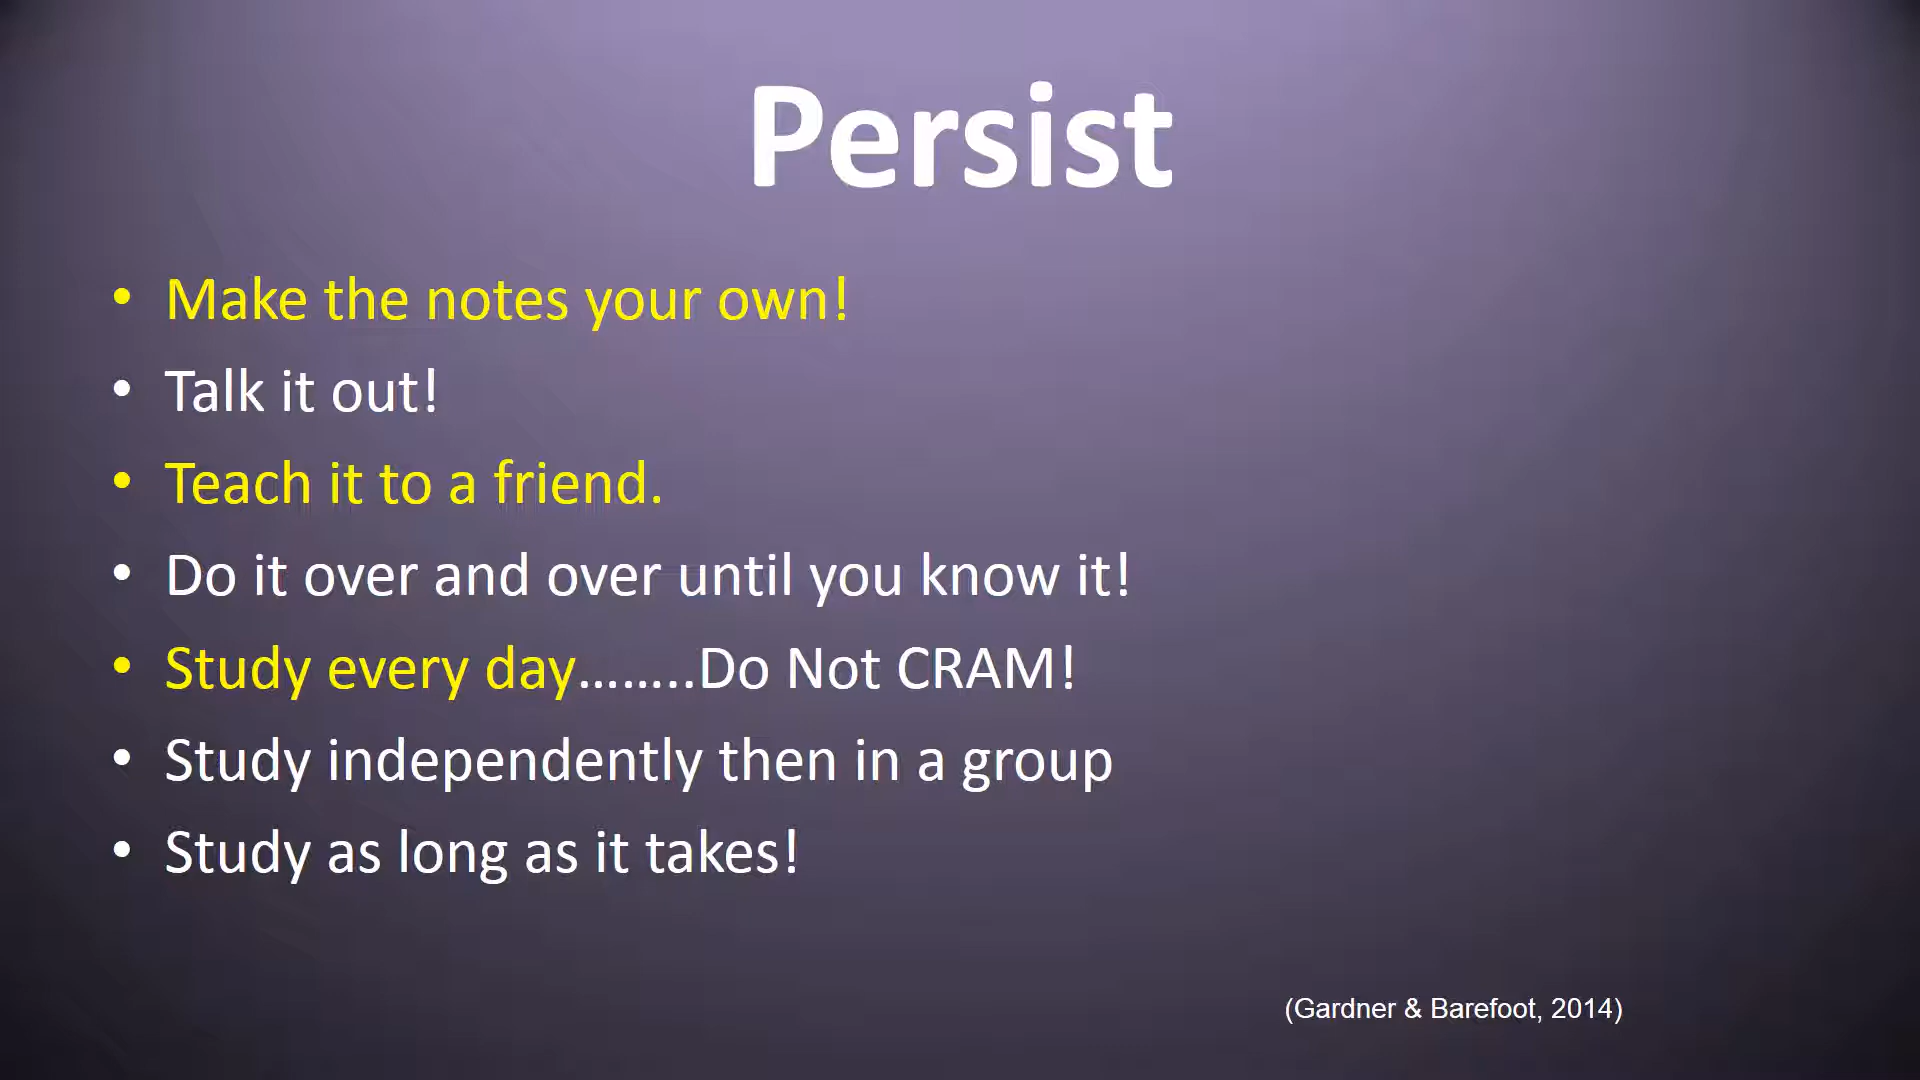 Persist
• Make the notes your own!
• Talk it out!
• Teach it to a friend.
• Do it over and over until you know it!
• Study every day……..Do Not CRAM!
• Study independently then in a group
• Study as long as it takes!
(Gardner & Barefoot, 2014)